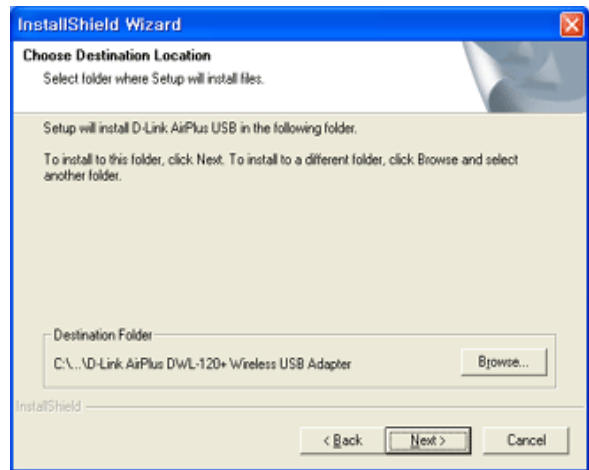 InstallShield Wizard
Choose Destination Location
Select folder where Setup will install files.
Setup will install D-Link AirPlus USB in the following folder.
To install to this folder, click Next. To install to a different folder, click Browse and select
another folder.
Destination Folder
C:\...\D-Link AirPlus DWL-120+ Wireless USB Adapter
Browse...
InstallShield
< Back
Next >
Cancel